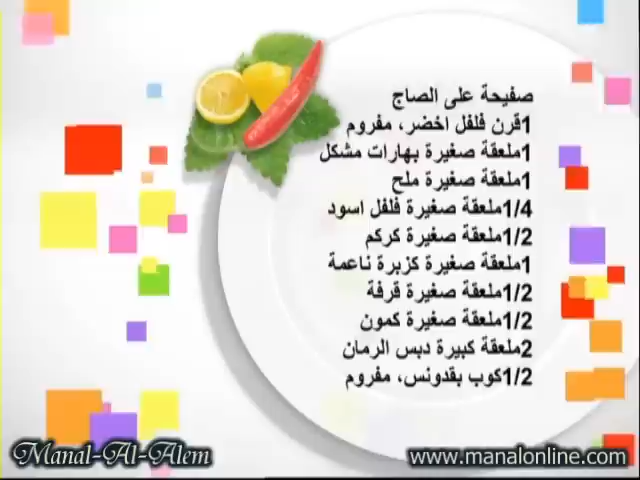 صفيحة على الصاج
1قرن فلفل اخضر، مفروم
1ملعقة صغيرة بهارات مشكل
1ملعقة صغيرة ملح
1/4ملعقة صغيرة فلفل اسود
1/2ملعقة صغيرة كركم
1ملعقة صغيرة كزبرة ناعمة
1/2ملعقة صغيرة قرفة
1/2ملعقة صغيرة كمون
2ملعقة كبيرة دبس الرمان
1/2كوب بقدونس، مفروم
Manal-Al-Alem
www.manalonline.com